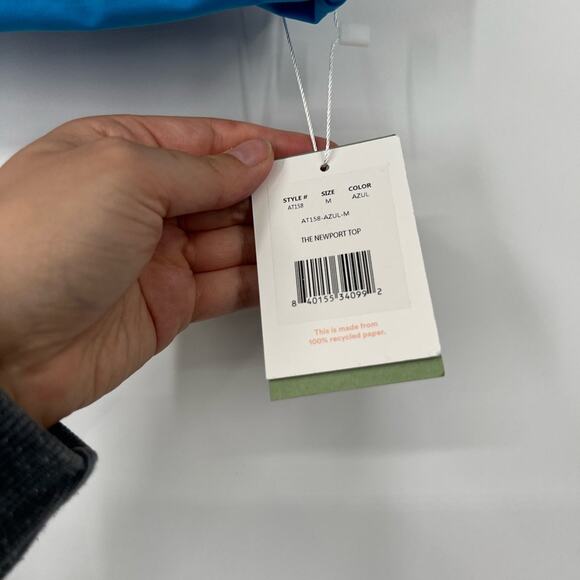 STYLE # SIZE COLOR
AT158 M AZUL
AT158-AZUL-M
THE NEWPORT TOP
8 40155 34099 2
This is made from
100% recycled paper.